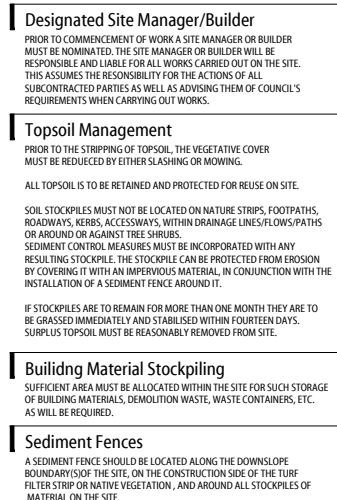 Designated Site Manager/Builder
PRIOR TO COMMENCEMENT OF WORK A SITE MANAGER OR BUILDER
MUST BE NOMINATED. THE SITE MANAGER OR BUILDER WILL BE
RESPONSIBLE AND LIABLE FOR ALL WORKS CARRIED OUT ON THE SITE.
THIS ASSUMES THE RESONSIBILITY FOR THE ACTIONS OF ALL
SUBCONTRACTED PARTIES AS WELL AS ADVISING THEM OF COUNCIL'S
REQUIREMENTS WHEN CARRYING OUT WORKS.
Topsoil Management
PRIOR TO THE STRIPPING OF TOPSOIL, THE VEGETATIVE COVER
MUST BE REDUECED BY EITHER SLASHING OR MOWING.
ALL TOPSOIL IS TO BE RETAINED AND PROTECTED FOR REUSE ON SITE.
SOIL STOCKPILES MUST NOT BE LOCATED ON NATURE STRIPS, FOOTPATHS,
ROADWAYS, KERBS, ACCESSWAYS, WITHIN DRAINAGE LINES/FLOWS/PATHS
OR AROUND OR AGAINST TREE SHRUBS.
SEDIMENT CONTROL MEASURES MUST BE INCORPORATED WITH ANY
RESULTING STOCKPILE. THE STOCKPILE CAN BE PROTECTED FROM EROSION
BY COVERING IT WITH AN IMPERVIOUS MATERIAL, IN CONJUNCTION WITH THE
INSTALLATION OF A SEDIMENT FENCE AROUND IT.
IF STOCKPILES ARE TO REMAIN FOR MORE THAN ONE MONTH THEY ARE TO
BE GRASSED IMMEDIATELY AND STABILISED WITHIN FOURTEEN DAYS.
SURPLUS TOPSOIL MUST BE REASONABLY REMOVED FROM SITE.
Builidng Material Stockpiling
SUFFICIENT AREA MUST BE ALLOCATED WITHIN THE SITE FOR SUCH STORAGE
OF BUILDING MATERIALS, DEMOLITION WASTE, WASTE CONTAINERS, ETC.
AS WILL BE REQUIRED.
Sediment Fences
A SEDIMENT FENCE SHOULD BE LOCATED ALONG THE DOWNSLOPE
BOUNDARY(S)OF THE SITE, ON THE CONSTRUCTION SIDE OF THE TURF
FILTER STRIP OR NATIVE VEGETATION , AND AROUND ALL STOCKPILES OF
MATERIAL ON THE SITE